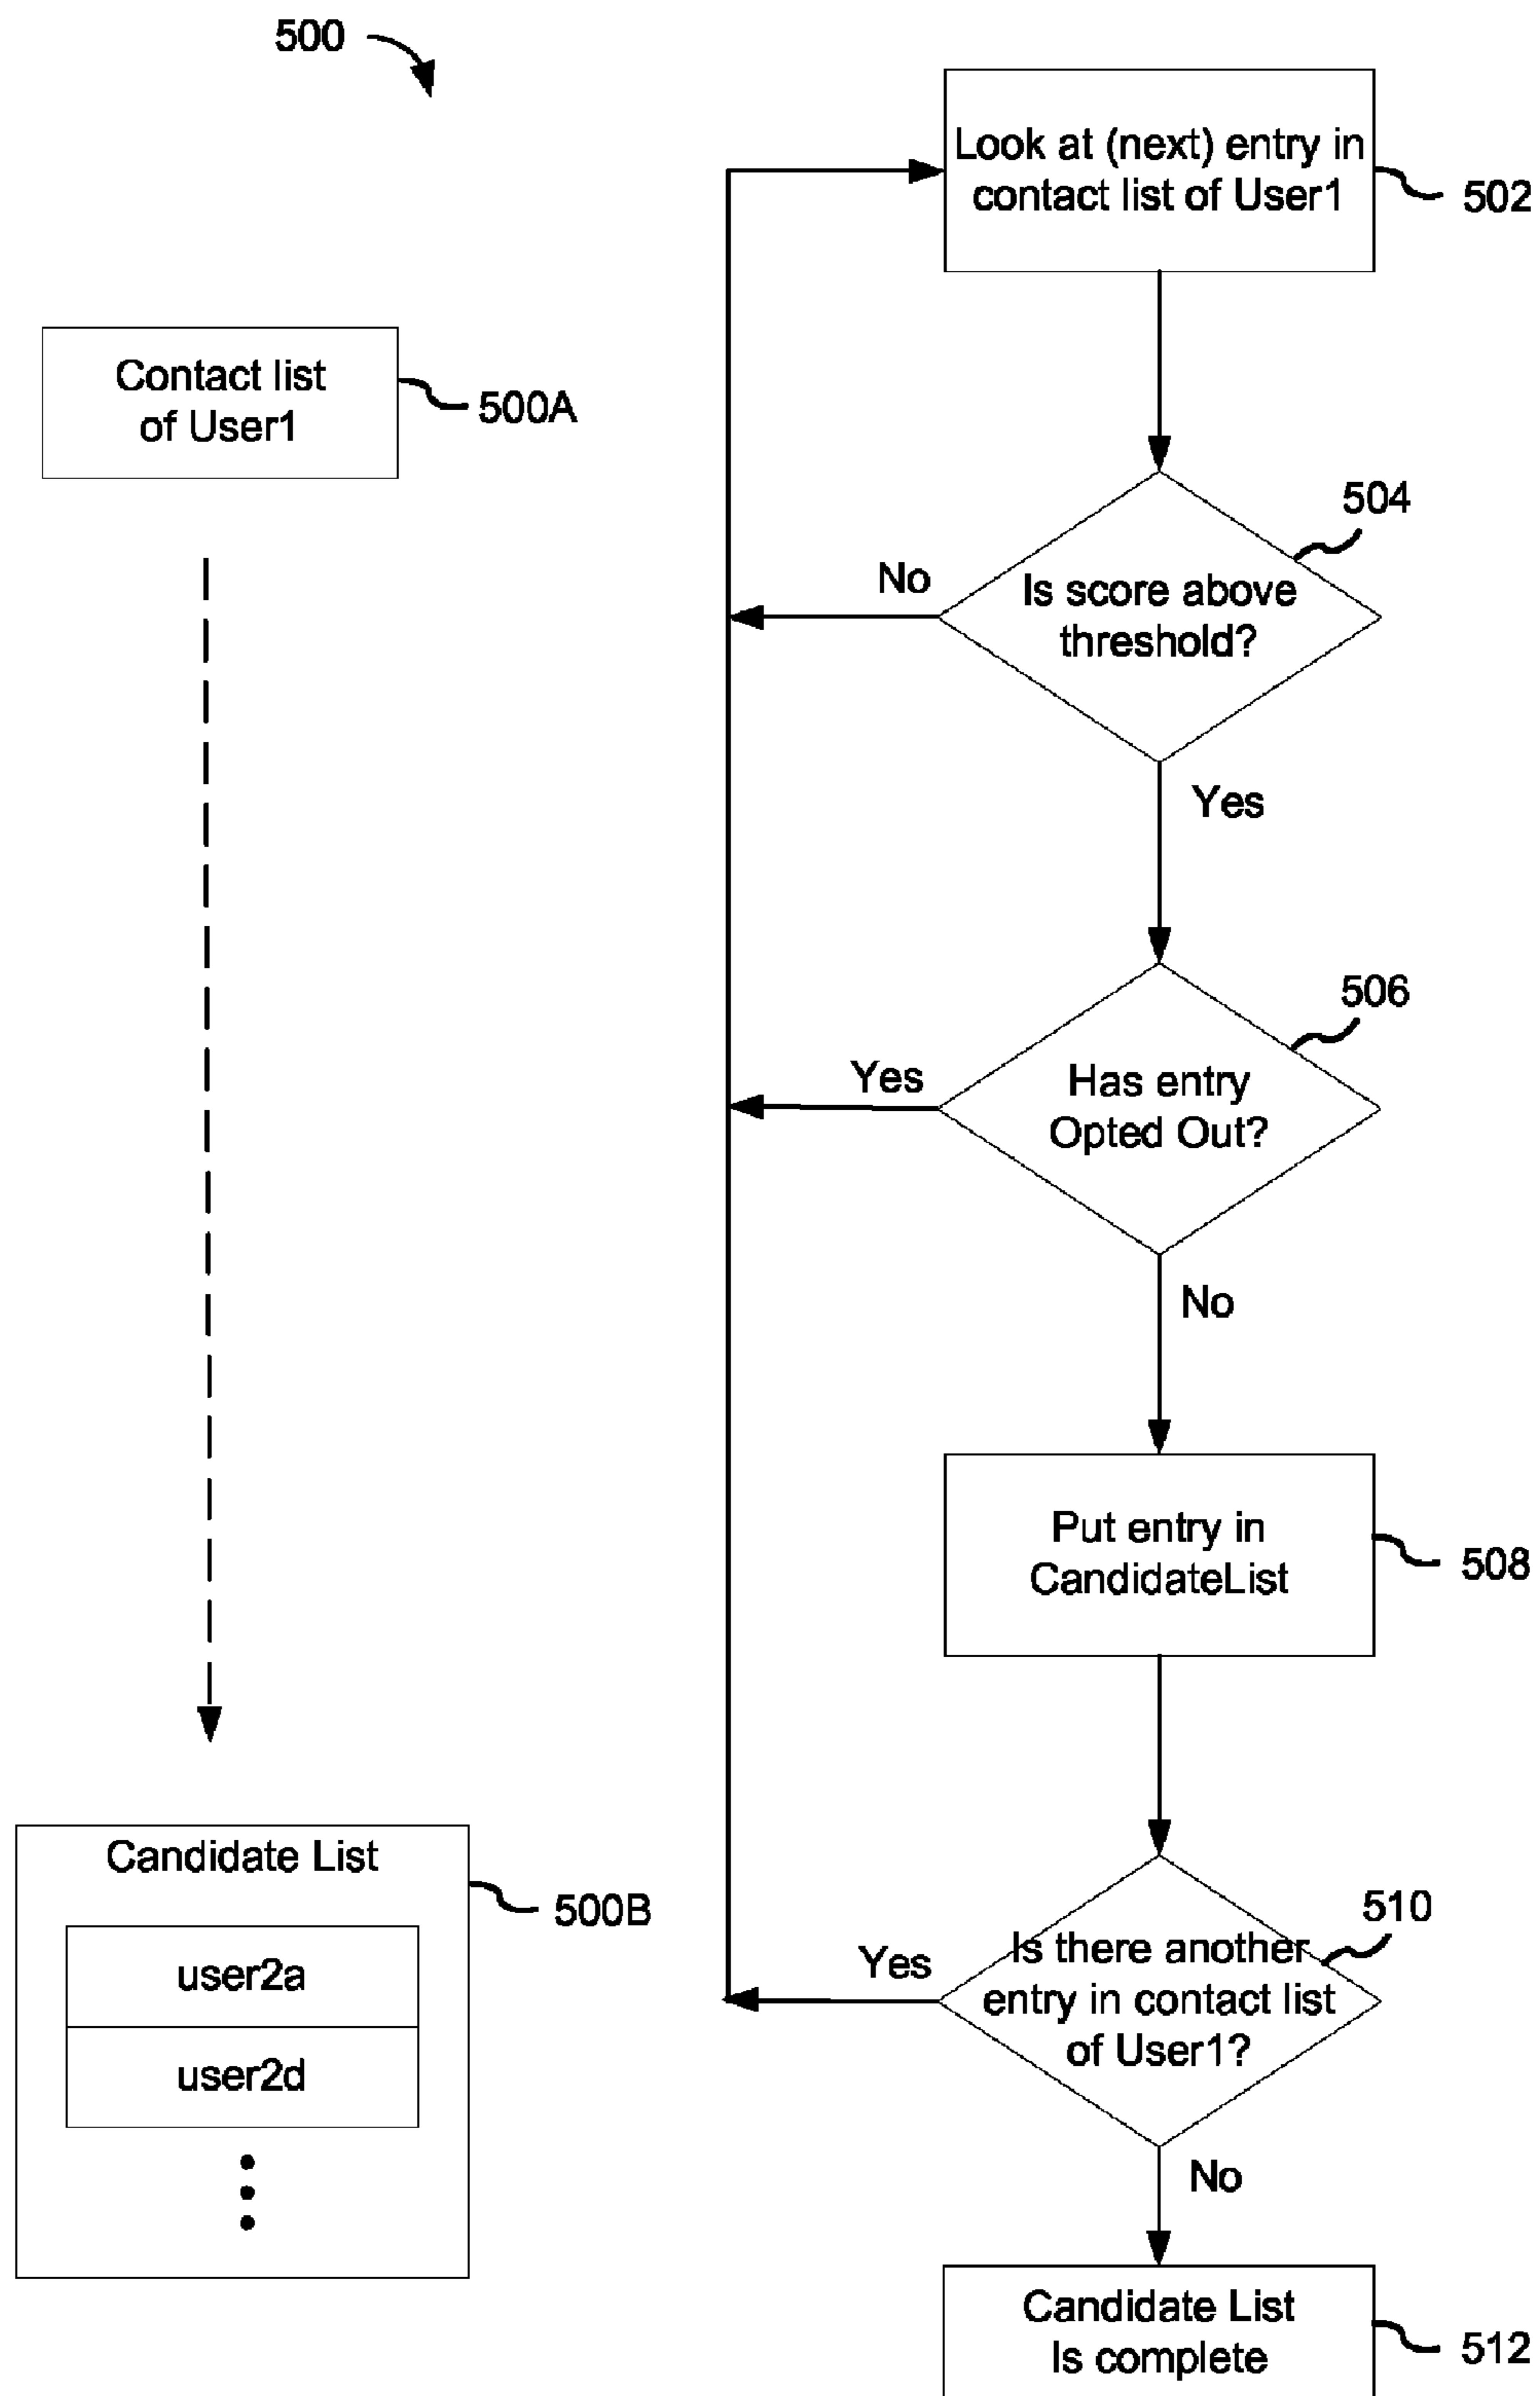 500
Look at (next) entry in
contact list of User1
502
Contact list
of User1
500A
504
No
Is score above
threshold?
Yes
506
Yes
Has entry
Opted Out?
No
Put entry in
CandidateList
508
Candidate List
500B
user2a
user2d
510
Yes
Is there another
entry in contact list
of User1?
No
Candidate List
Is complete
512